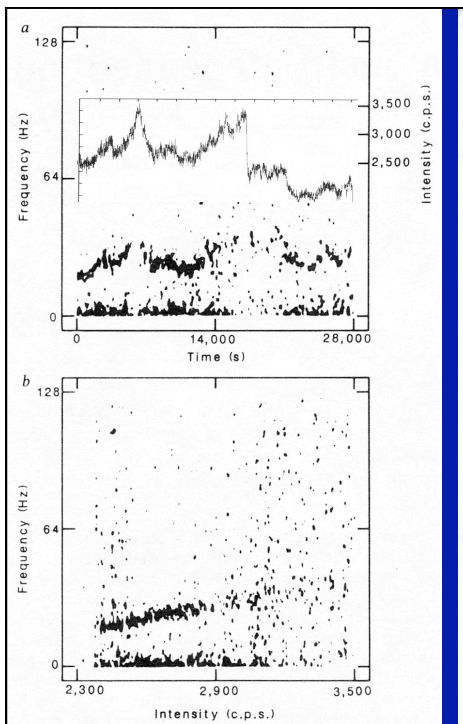 a
128
3,500
3,000
2,500
Intensity (c.p.s.)
Frequency (Hz)
64
0
0 14,000 28,000
Time (s)
b
128
Frequency (Hz)
64
0
2,300 2,900 3,500
Intensity (c.p.s.)